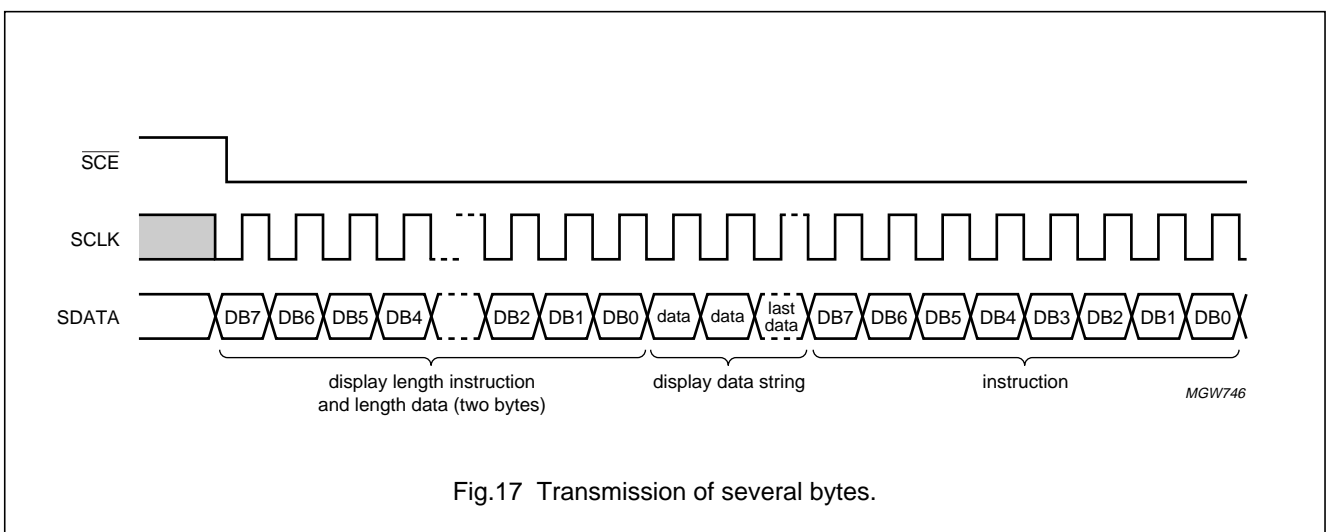 SCE
SCLK
SDATA DB7 DB6 DB5 DB4 DB2 DB1 DB0 data data last data DB7 DB6 DB5 DB4 DB3 DB2 DB1 DB0
display length instruction
and length data (two bytes)
display data string
instruction
MGW746
Fig.17 Transmission of several bytes.